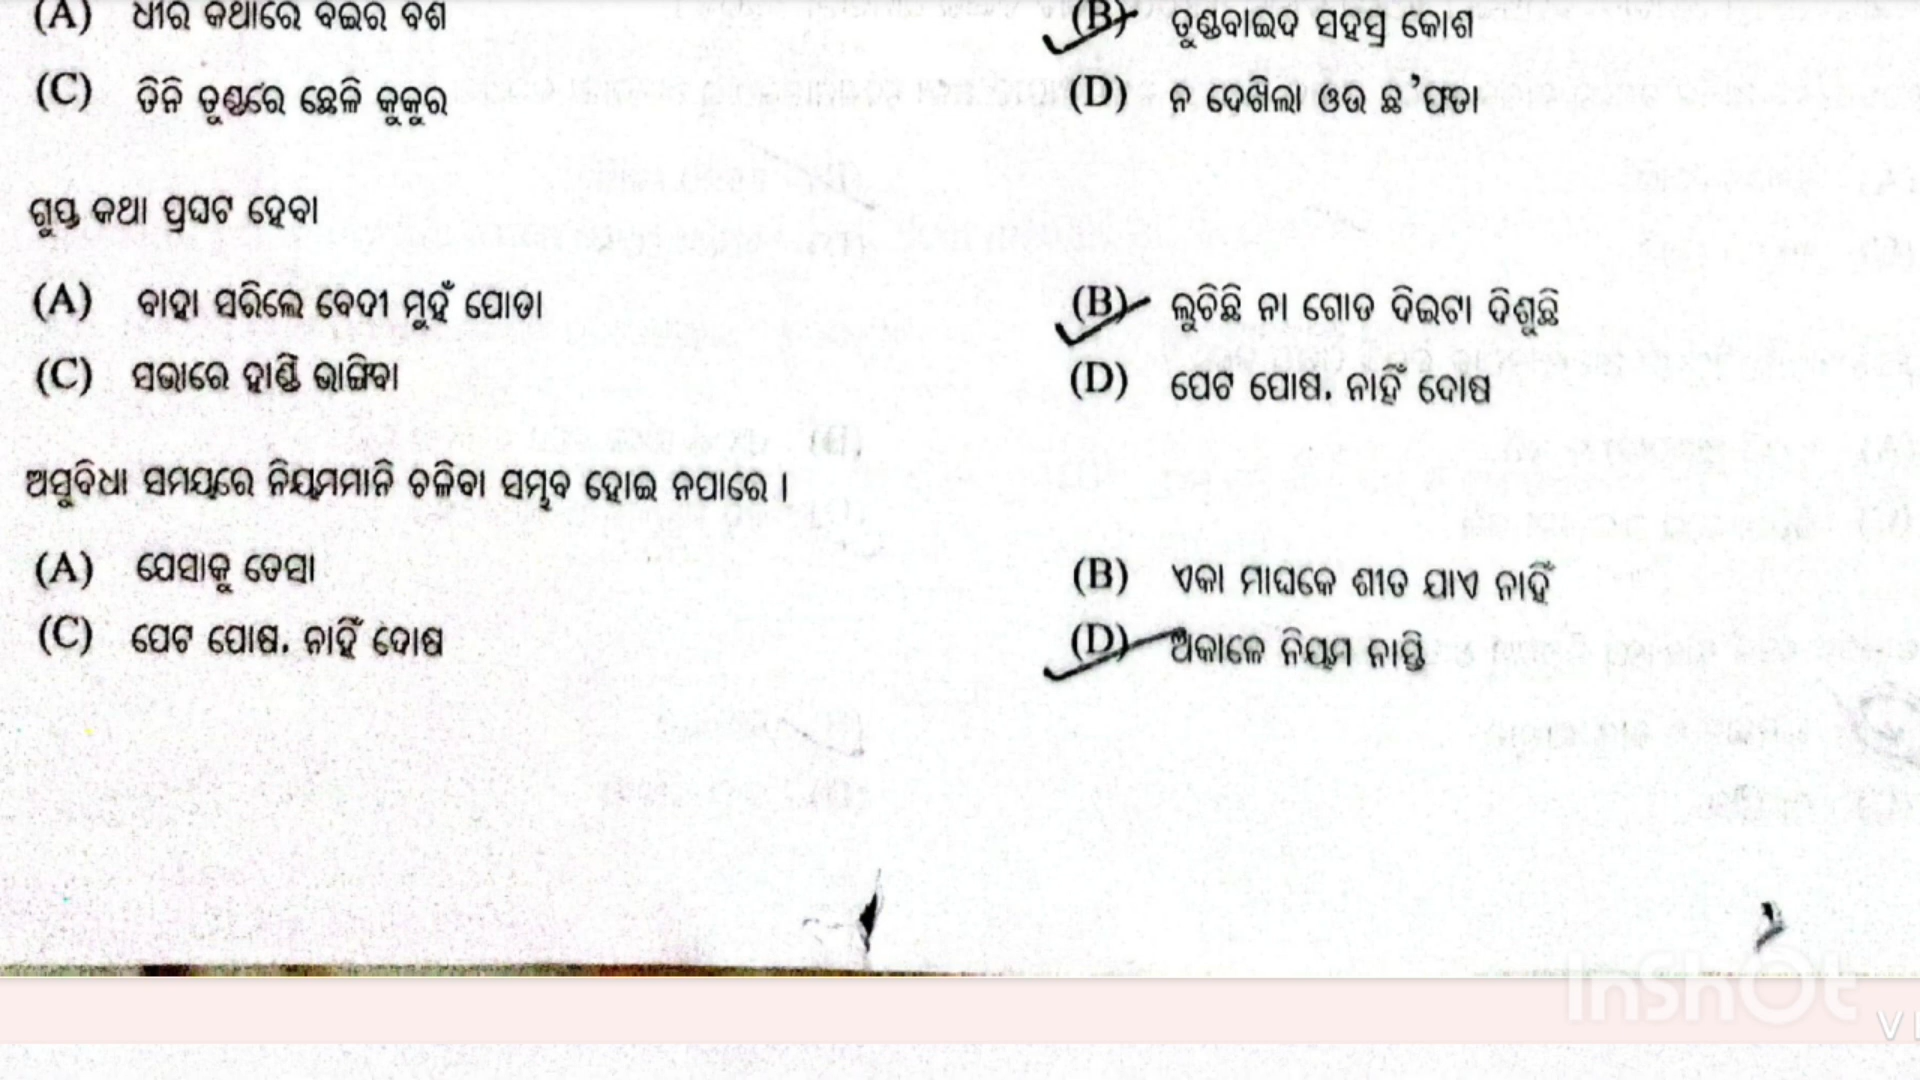 (A) ଧୀର କଥାରେ ବଇରି ବଶ (B) ତୁଣ୍ଡବାଇଦ ସହସ୍ର କୋଶ
(C) ତିନି ତୁଣ୍ଡରେ ଛେଳି କୁକୁର (D) ନ ଦେଖିଲା ଓଉ ଛ'ଫଡା
ଗୁପ୍ତ କଥା ପ୍ରଘଟ ହେବା
(A) ବାହା ସରିଲେ ବେଦୀ ମୁହଁ ପୋଡା (B) ଲୁଚିଛି ନା ଗୋଡ ଦିଇଟା ଦିଶୁଛି
(C) ସଭାରେ ହାଣ୍ଡି ଭାଙ୍ଗିବା (D) ପେଟ ପୋଷ. ନାହିଁ ଦୋଷ
ଅସୁବିଧା ସମୟରେ ନିୟମମାନି ଚଳିବା ସମ୍ଭବ ହୋଇ ନପାରେ ।
(A) ଯେସାକୁ ତେସା (B) ଏକା ମାଘକେ ଶୀତ ଯାଏ ନାହିଁ
(C) ପେଟ ପୋଷ. ନାହିଁ ଦୋଷ (D) ଅକାଳେ ନିୟମ ନାସ୍ତି
InShOt